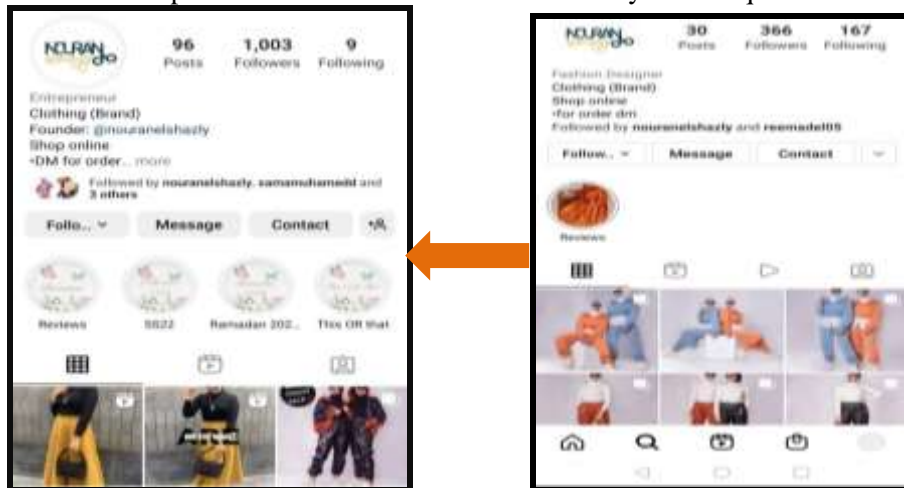 NOURAN
96 1,003 9
Posts Followers Following
Entrepreneur
Clothing (Brand)
Founder: @nouranelshazly
Shop online
•DM for order... more
Followed by nouranelshazly, samamuhamedd and
3 others
Follo... Message Contact
Reviews SS22 Ramadan 202... This OR that
NOURAN
30 366 167
Posts Followers Following
Fashion Designer
Clothing (Brand)
Shop online
•for order dm
Followed by nouranelshazly and reemadel05
Follow... Message Contact
Reviews